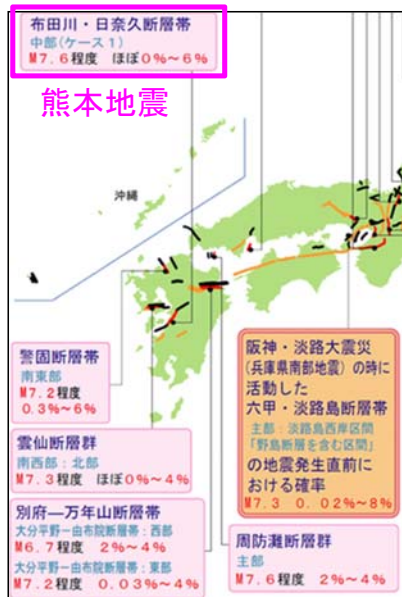 布田川・日奈久断層帯
中部(ケース1)
M7.6程度 ほぼ0%～6%
熊本地震
沖縄
警固断層帯
南東部
M7.2程度
0.3%～6%
雲仙断層群
南西部：北部
M7.3程度 ほぼ0%～4%
別府―万年山断層帯
大分平野―由布院断層帯：西部
M6.7程度 2%～4%
大分平野―由布院断層帯：東部
M7.2程度 0.03%～4%
阪神・淡路大震災
(兵庫県南部地震)の時に
活動した
六甲・淡路島断層帯
主部：淡路島西岸区間
「野島断層を含む区間」
の地震発生直前に
おける確率
M7.3 0.02%～8%
周防灘断層群
主部
M7.6程度 2%～4%